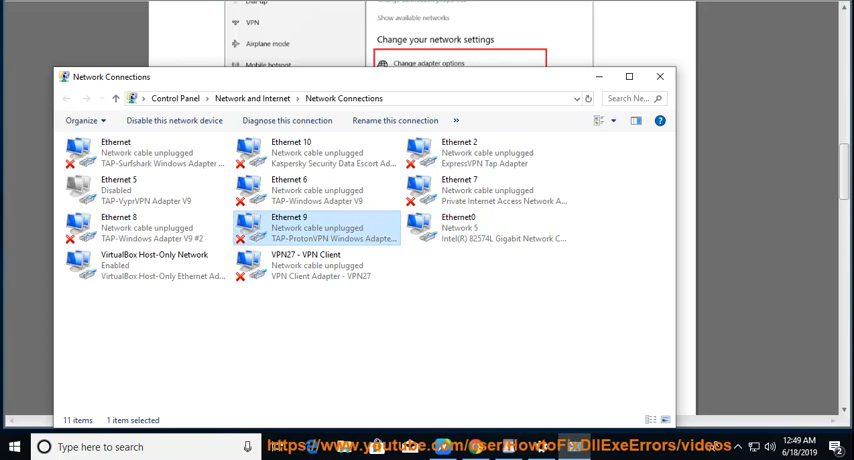 VPN
Show available networks
Airplane mode
Change your network settings
Mobile hotspot
Change adapter options
Network Connections
Control Panel > Network and Internet > Network Connections
Search Ne...
Organize
Disable this network device
Diagnose this connection
Rename this connection
»
Ethernet
Network cable unplugged
TAP-Surfshark Windows Adapter ...
Ethernet 10
Network cable unplugged
Kaspersky Security Data Escort Ad...
Ethernet 2
Network cable unplugged
ExpressVPN Tap Adapter
Ethernet 5
Disabled
TAP-VyprVPN Adapter V9
Ethernet 6
Network cable unplugged
TAP-Windows Adapter V9
Ethernet 7
Network cable unplugged
Private Internet Access Network A...
Ethernet 8
Network cable unplugged
TAP-Windows Adapter V9 #2
Ethernet 9
Network cable unplugged
TAP-ProtonVPN Windows Adapte...
Ethernet0
Network 5
Intel(R) 82574L Gigabit Network C...
VirtualBox Host-Only Network
Enabled
VirtualBox Host-Only Ethernet Ad...
VPN27 - VPN Client
Network cable unplugged
VPN Client Adapter - VPN27
11 items
1 item selected
Type here to search
https://www.youtube.com/user/HowtoFixDllExeErrors/videos
12:49 AM
6/18/2019
2